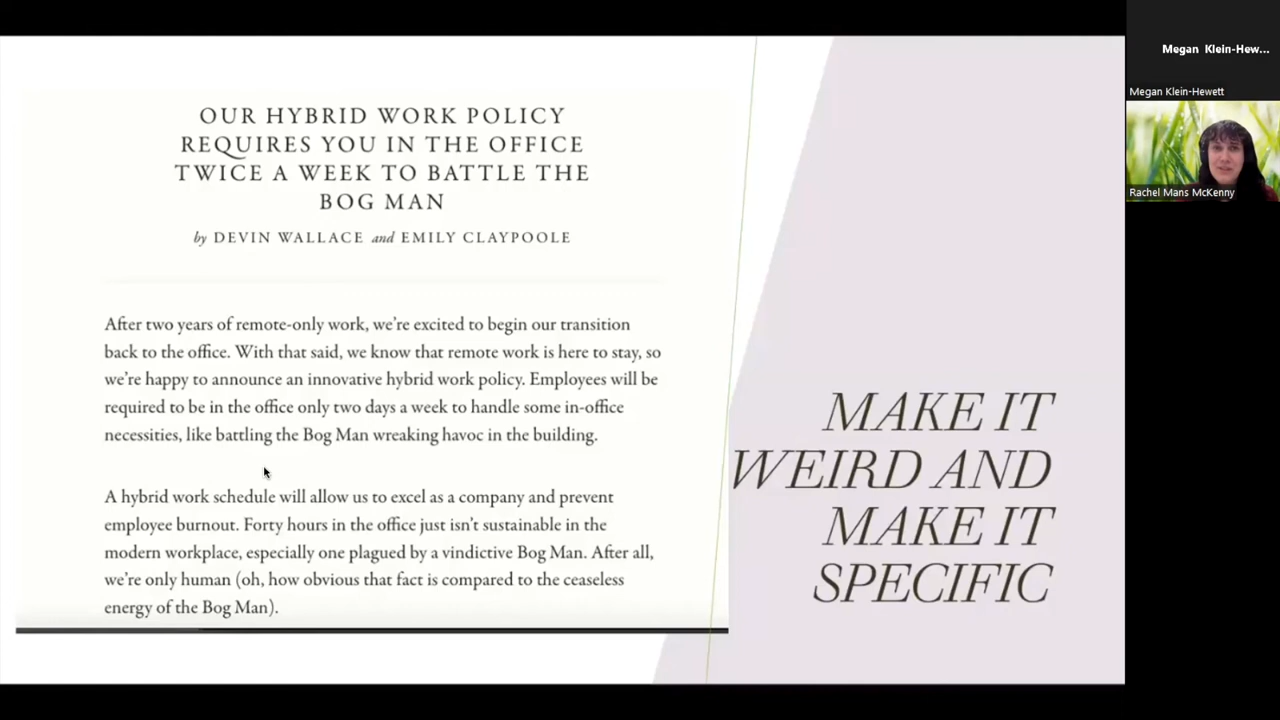 OUR HYBRID WORK POLICY
REQUIRES YOU IN THE OFFICE
TWICE A WEEK TO BATTLE THE
BOG MAN
by DEVIN WALLACE and EMILY CLAYPOOLE
After two years of remote-only work, we’re excited to begin our transition
back to the office. With that said, we know that remote work is here to stay, so
we’re happy to announce an innovative hybrid work policy. Employees will be
required to be in the office only two days a week to handle some in-office
necessities, like battling the Bog Man wreaking havoc in the building.
A hybrid work schedule will allow us to excel as a company and prevent
employee burnout. Forty hours in the office just isn’t sustainable in the
modern workplace, especially one plagued by a vindictive Bog Man. After all,
we’re only human (oh, how obvious that fact is compared to the ceaseless
energy of the Bog Man).
MAKE IT
WEIRD AND
MAKE IT
SPECIFIC
Megan Klein-Hew...
Megan Klein-Hewett
Rachel Mans McKenny